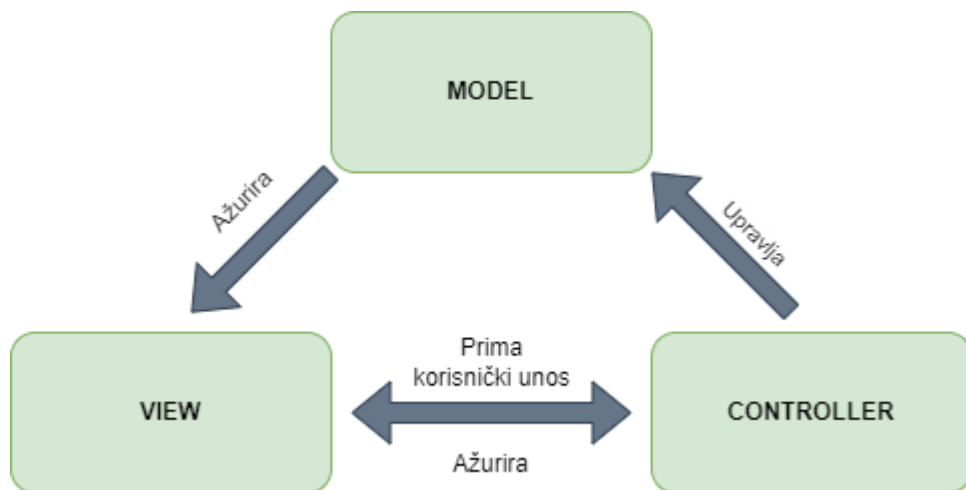 MODEL
Ažurira
Upravlja
Prima
korisnički unos
VIEW
CONTROLLER
Ažurira